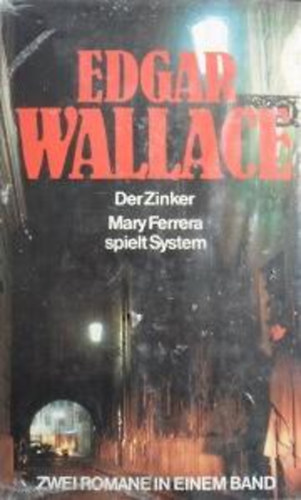 EDGAR
WALLACE
Der Zinker
Mary Ferrera
spielt System
ZWEI ROMANE IN EINEM BAND